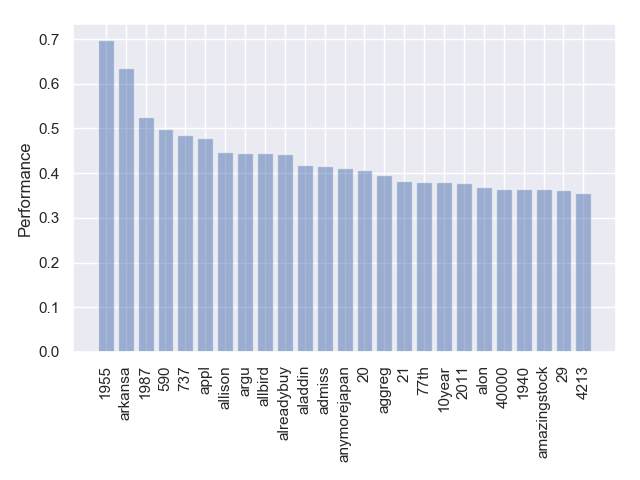 0.7
0.6
0.5
0.4
0.3
0.2
0.1
0.0
Performance
1955
arkansa
1987
590
737
appl
allison
argu
allbird
alreadybuy
aladdin
admiss
anymorejapan
20
aggreg
21
77th
10year
2011
alon
40000
1940
amazingstock
29
4213